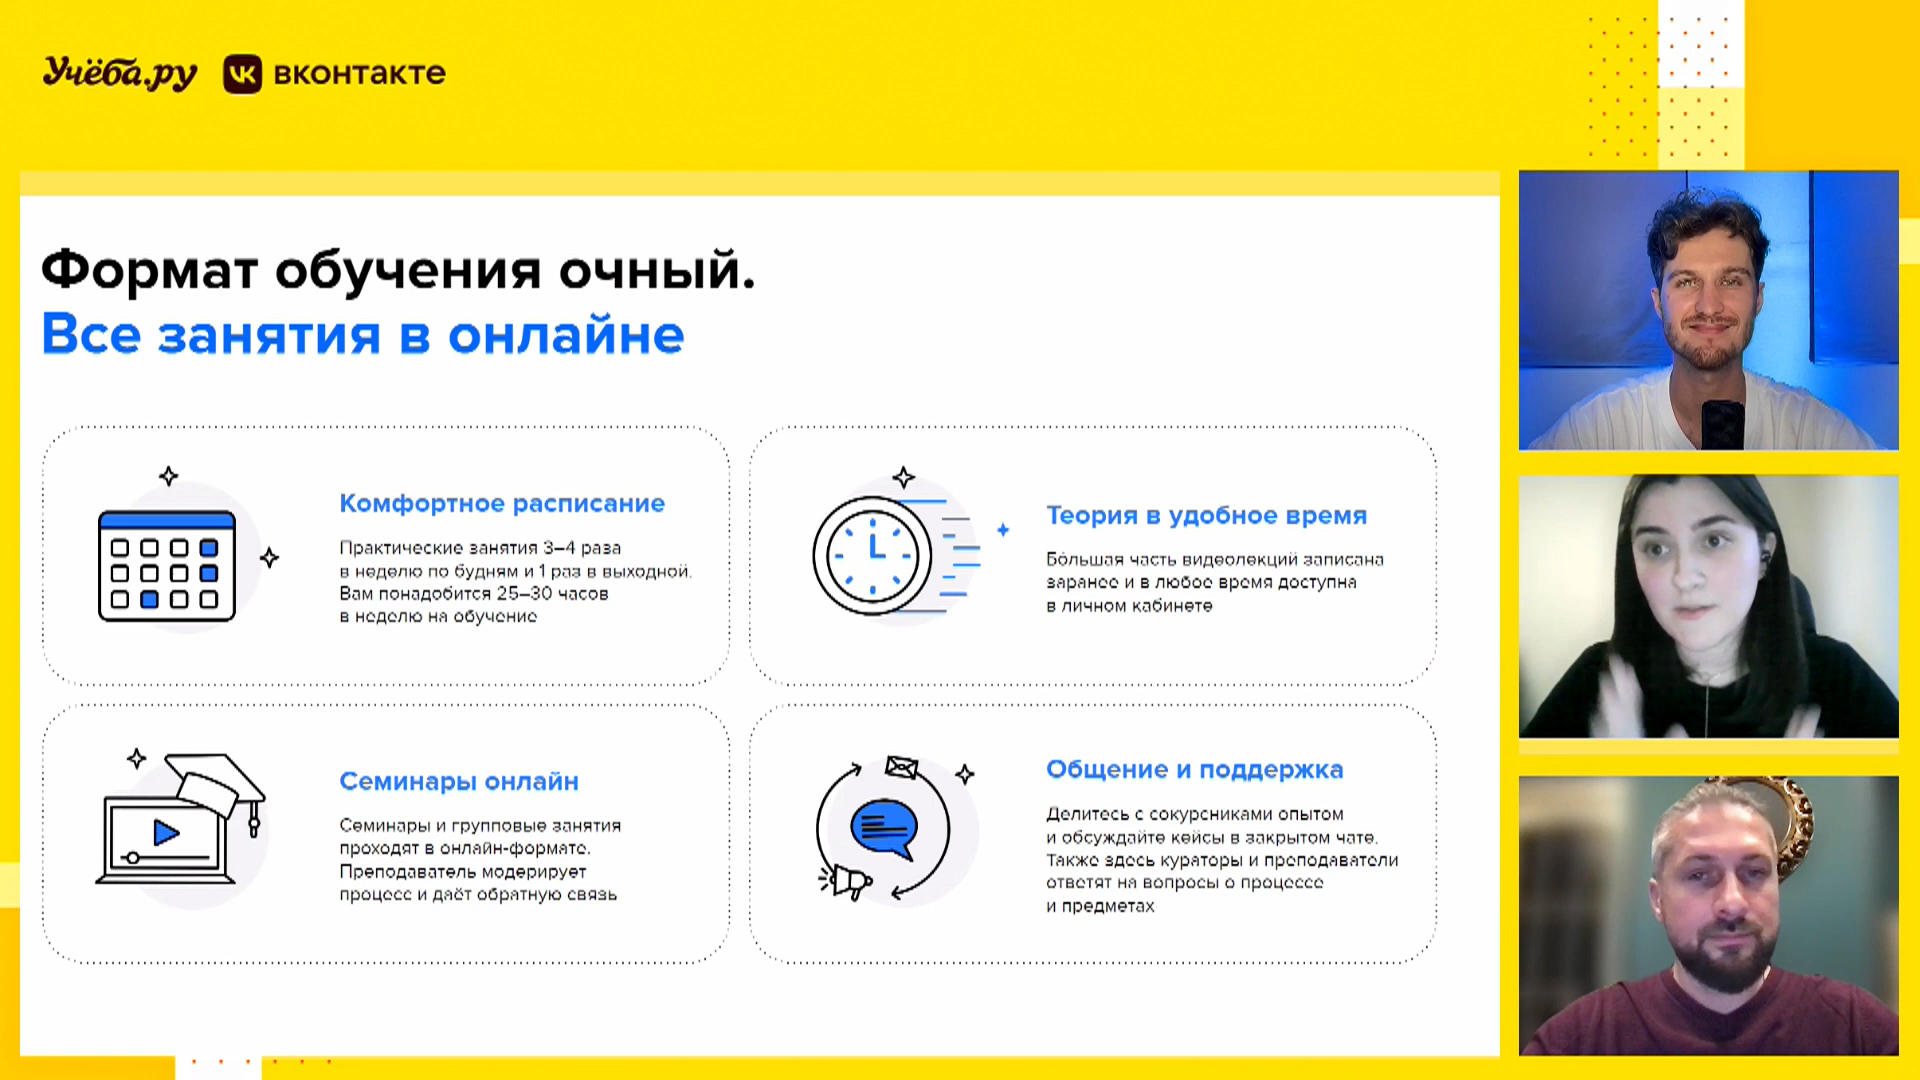 Учёба.ру вконтакте
Формат обучения очный.
Все занятия в онлайне
Комфортное расписание
Практические занятия 3–4 раза
в неделю по будням и 1 раз в выходной.
Вам понадобится 25–30 часов
в неделю на обучение
Теория в удобное время
Бо́льшая часть видеолекций записана
заранее и в любое время доступна
в личном кабинете
Семинары онлайн
Семинары и групповые занятия
проходят в онлайн-формате.
Преподаватель модерирует
процесс и даёт обратную связь
Общение и поддержка
Делитесь с сокурсниками опытом
и обсуждайте кейсы в закрытом чате.
Также здесь кураторы и преподаватели
ответят на вопросы о процессе
и предметах